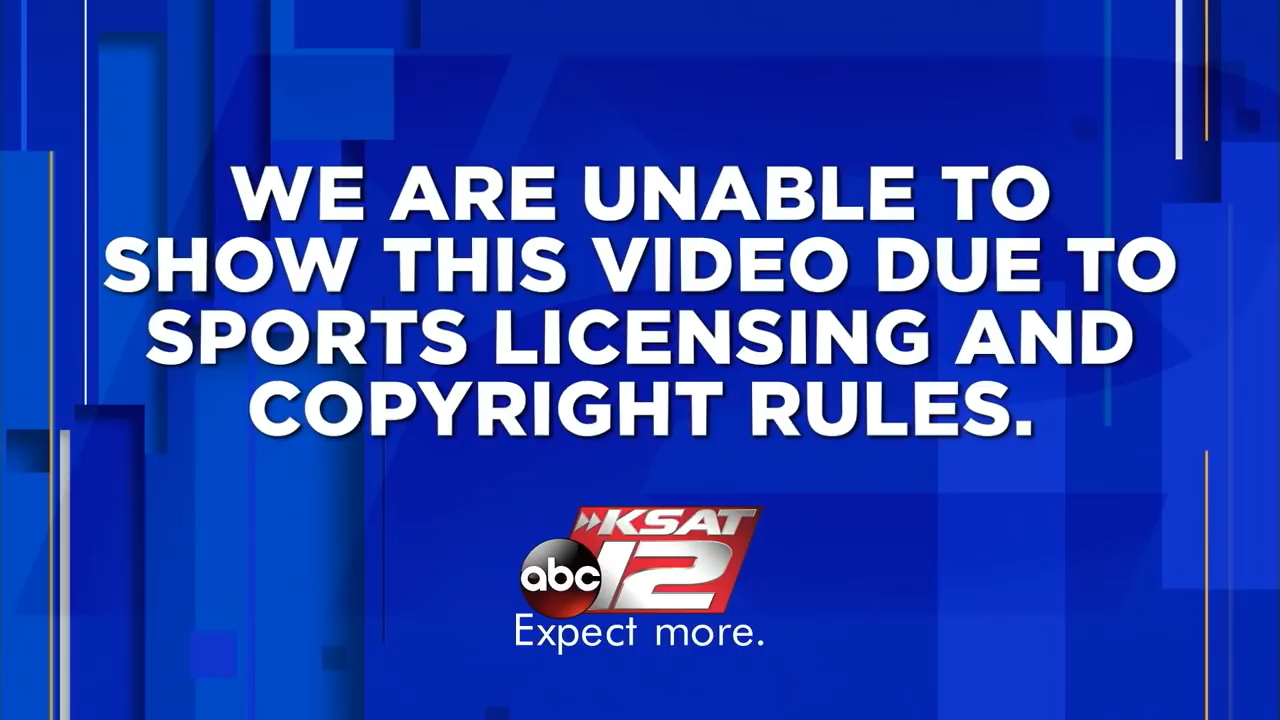 WE ARE UNABLE TO
SHOW THIS VIDEO DUE TO
SPORTS LICENSING AND
COPYRIGHT RULES.
KSAT
abc 12
Expect more.